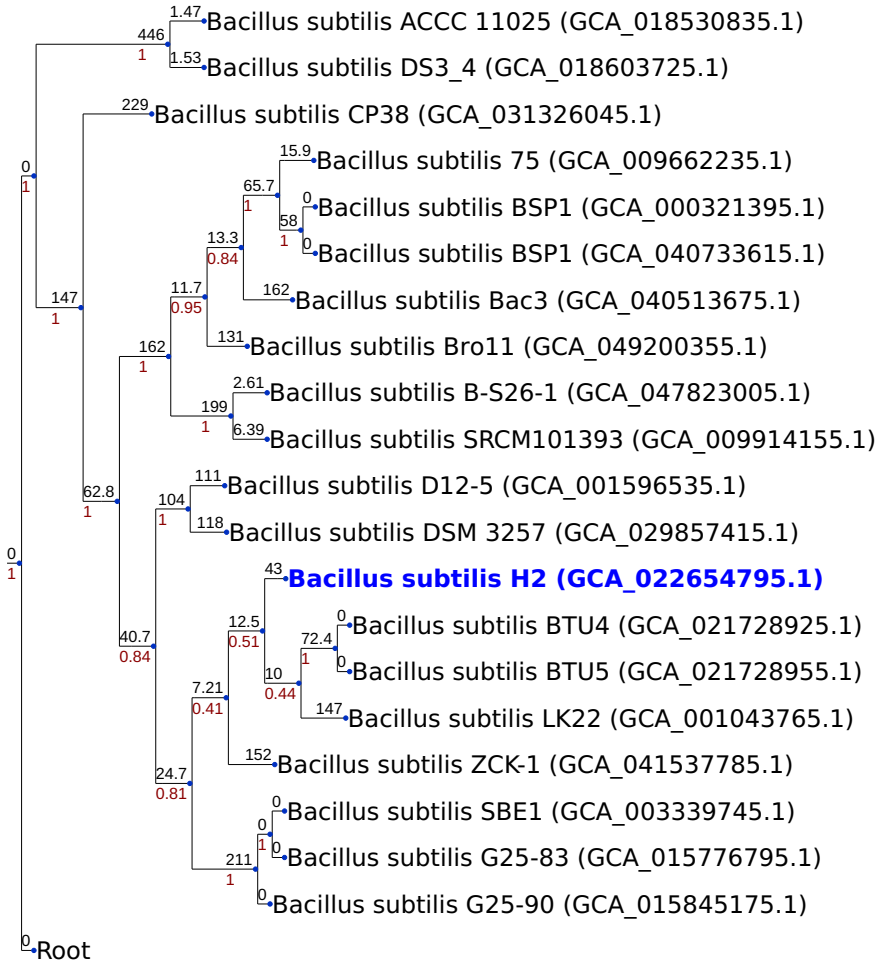 1.47
Bacillus subtilis ACCC 11025 (GCA_018530835.1)
446
1
1.53
Bacillus subtilis DS3_4 (GCA_018603725.1)
229
Bacillus subtilis CP38 (GCA_031326045.1)
15.9
Bacillus subtilis 75 (GCA_009662235.1)
0
1
65.7
1
0
Bacillus subtilis BSP1 (GCA_000321395.1)
58
1
13.3
0.84
0
Bacillus subtilis BSP1 (GCA_040733615.1)
147
1
11.7
0.95
162
Bacillus subtilis Bac3 (GCA_040513675.1)
131
Bacillus subtilis Bro11 (GCA_049200355.1)
162
1
2.61
Bacillus subtilis B-S26-1 (GCA_047823005.1)
199
1
6.39
Bacillus subtilis SRCM101393 (GCA_009914155.1)
62.8
1
111
Bacillus subtilis D12-5 (GCA_001596535.1)
104
1
118
Bacillus subtilis DSM 3257 (GCA_029857415.1)
0
1
43
Bacillus subtilis H2 (GCA_022654795.1)
12.5
0.51
0
Bacillus subtilis BTU4 (GCA_021728925.1)
40.7
0.84
72.4
1
0
Bacillus subtilis BTU5 (GCA_021728955.1)
10
0.44
7.21
0.41
147
Bacillus subtilis LK22 (GCA_001043765.1)
152
Bacillus subtilis ZCK-1 (GCA_041537785.1)
24.7
0.81
0
Bacillus subtilis SBE1 (GCA_003339745.1)
0
1
0
Bacillus subtilis G25-83 (GCA_015776795.1)
211
1
0
Bacillus subtilis G25-90 (GCA_015845175.1)
0
Root